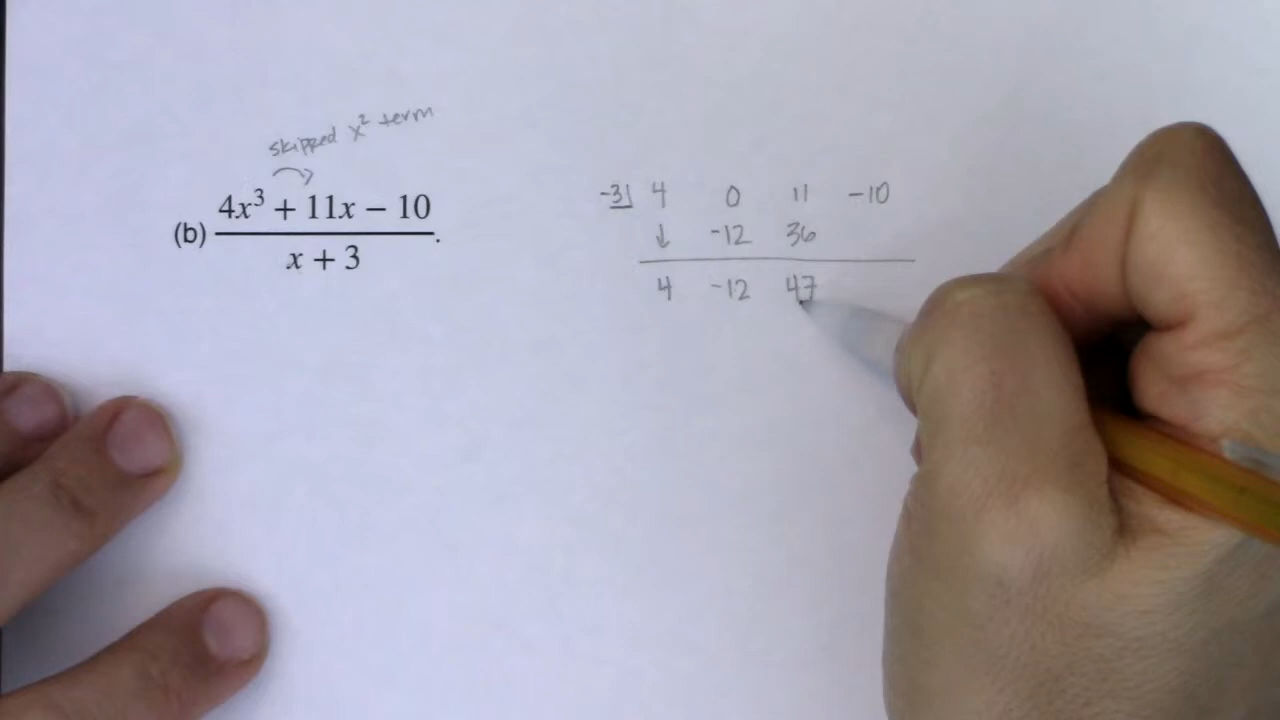 skipped x² term
(b) 4x³ + 11x − 10
x + 3.
-3| 4 0 11 -10
↓ -12 36
4 -12 47